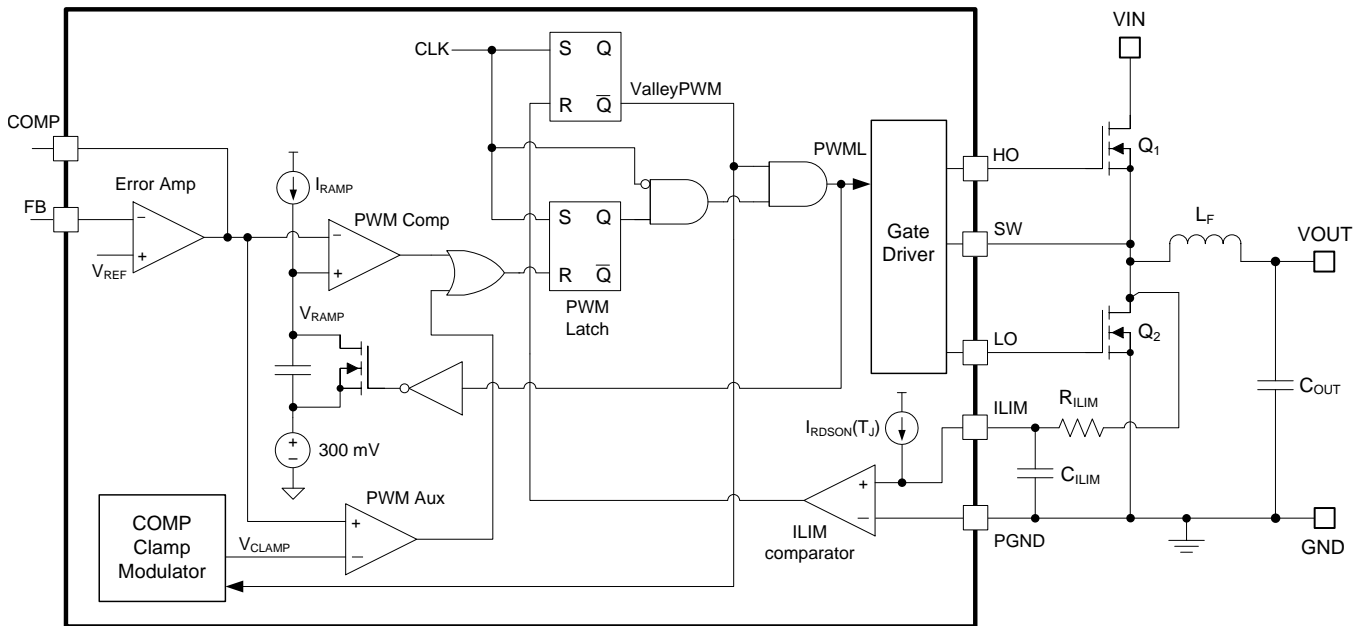 VIN
CLK
S Q
R Q̅
ValleyPWM
COMP
PWML
HO
Q1
Error Amp
IRAMP
FB
PWM Comp
S Q
R Q̅
PWM
Latch
Gate
Driver
SW
LF
VOUT
VREF
VRAMP
LO
Q2
COUT
300 mV
IRDSON(TJ)
ILIM
RILIM
CILIM
PWM Aux
COMP
Clamp
Modulator
VCLAMP
ILIM
comparator
PGND
GND
+
−
+
−
+
−
+
−
+
−